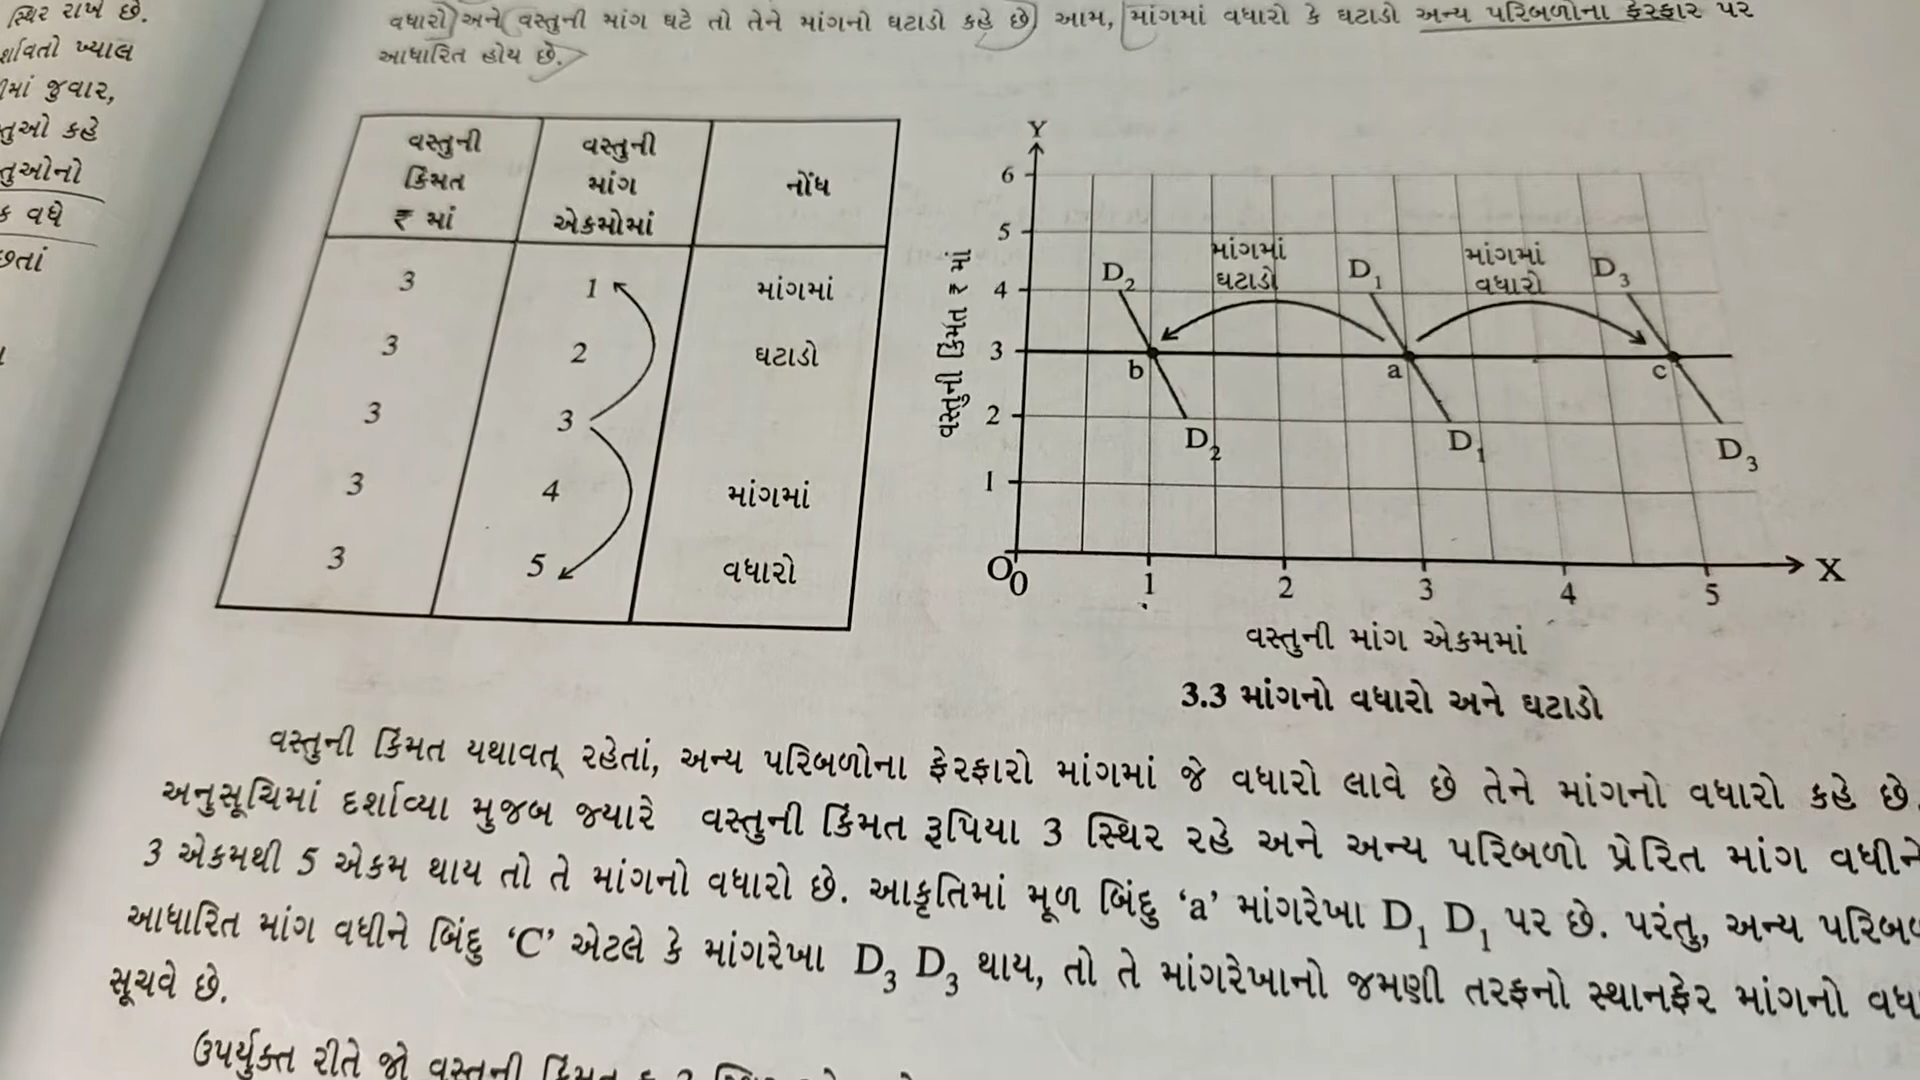 સ્થિર રાખે છે.
ખ્યાલ
જુવાર,
કહે
વધે
છતાં
વધારો અને વસ્તુની માંગ ઘટે તો તેને માંગનો ઘટાડો કહે છે આમ, માંગમાં વધારો કે ઘટાડો અન્ય પરિબળોના ફેરફાર પર
આધારિત હોય છે.
વસ્તુની કિંમત ₹ માં વસ્તુની માંગ એકમોમાં નોંધ
3 1 માંગમાં
3 2 ઘટાડો
3 3
3 4 માંગમાં
3 5 વધારો
Y
6
5
4
3
2
1
O
0 1 2 3 4 5 X
વસ્તુની કિંમત ₹ માં
માંગમાં ઘટાડો
માંગમાં વધારો
D₂ D₁ D₃
b a c
D₂ D₁ D₃
વસ્તુની માંગ એકમમાં
3.3 માંગનો વધારો અને ઘટાડો
વસ્તુની કિંમત યથાવત્ રહેતાં, અન્ય પરિબળોના ફેરફારો માંગમાં જે વધારો લાવે છે તેને માંગનો વધારો કહે છે.
અનુસૂચિમાં દર્શાવ્યા મુજબ જ્યારે વસ્તુની કિંમત રૂપિયા 3 સ્થિર રહે અને અન્ય પરિબળો પ્રેરિત માંગ વધીને
3 એકમથી 5 એકમ થાય તો તે માંગનો વધારો છે. આકૃતિમાં મૂળ બિંદુ ‘a’ માંગરેખા D₁ D₁ પર છે. પરંતુ, અન્ય
આધારિત માંગ વધીને બિંદુ ‘C’ એટલે કે માંગરેખા D₃ D₃ થાય, તો તે માંગરેખાનો જમણી તરફનો સ્થાનફેર માંગનો
સૂચવે છે.
ઉપર્યુક્ત રીતે જો વસ્તુની કિંમત